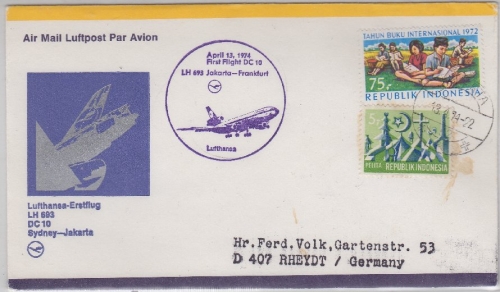 Air Mail Luftpost Par Avion
April 13, 1974
First Flight DC 10
LH 693 Jakarta—Frankfurt
Lufthansa
TAHUN BUKU INTERNASIONAL 1972
75,-
REPUBLIK INDONESIA
5,-
REPUBLIK INDONESIA
Lufthansa-Erstflug
LH 693
DC 10
Sydney—Jakarta
Hr. Ferd. Volk, Gartenstr. 53
D 407 RHEYDT / Germany